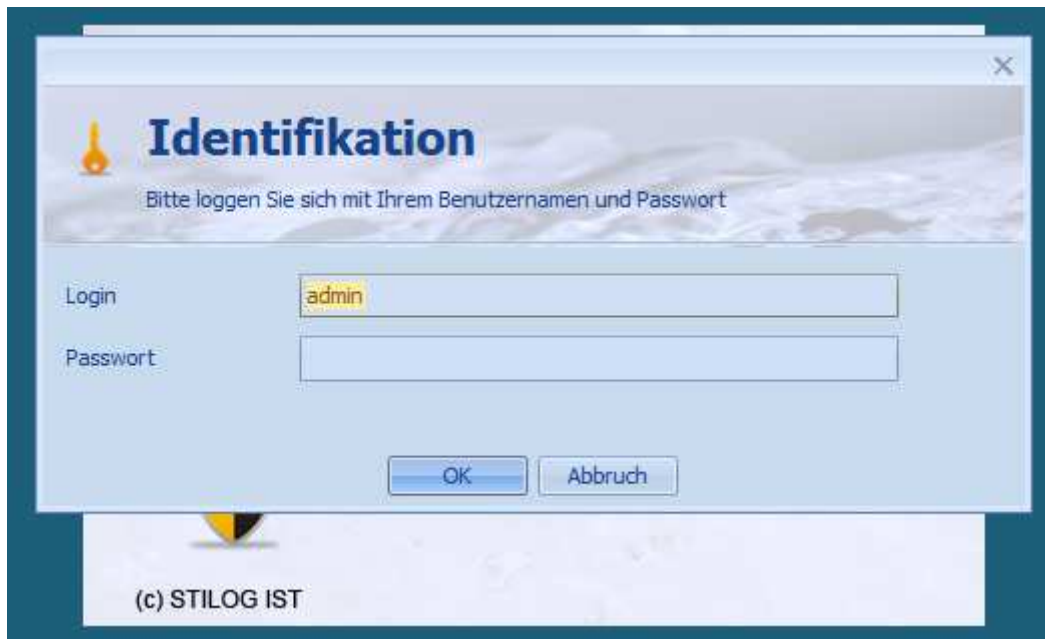 Identifikation
Bitte loggen Sie sich mit Ihrem Benutzernamen und Passwort
Login
admin
Passwort
OK
Abbruch
(c) STILOG IST